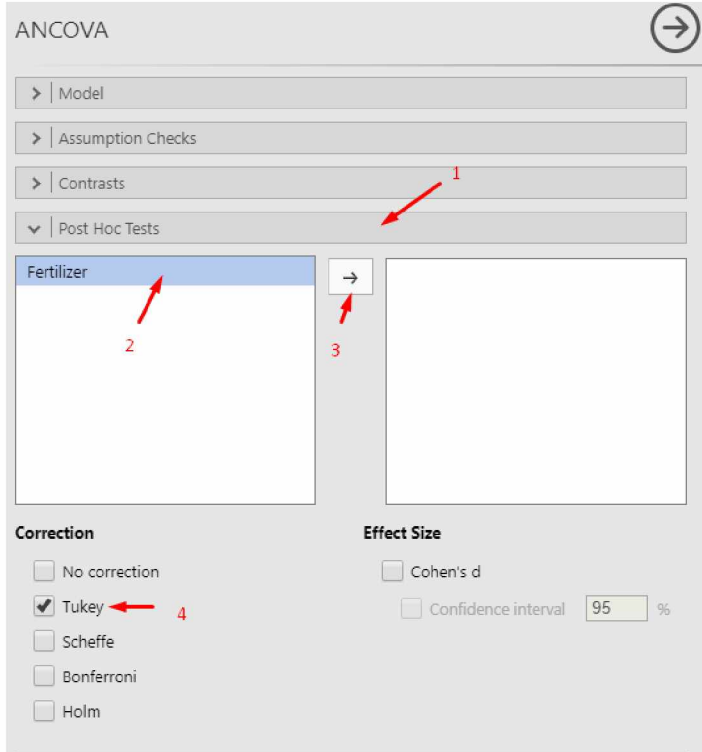 ANCOVA
Model
Assumption Checks
Contrasts
1
Post Hoc Tests
Fertilizer
2
3
Correction
Effect Size
No correction
Cohen's d
Tukey
4
Confidence interval 95 %
Scheffe
Bonferroni
Holm